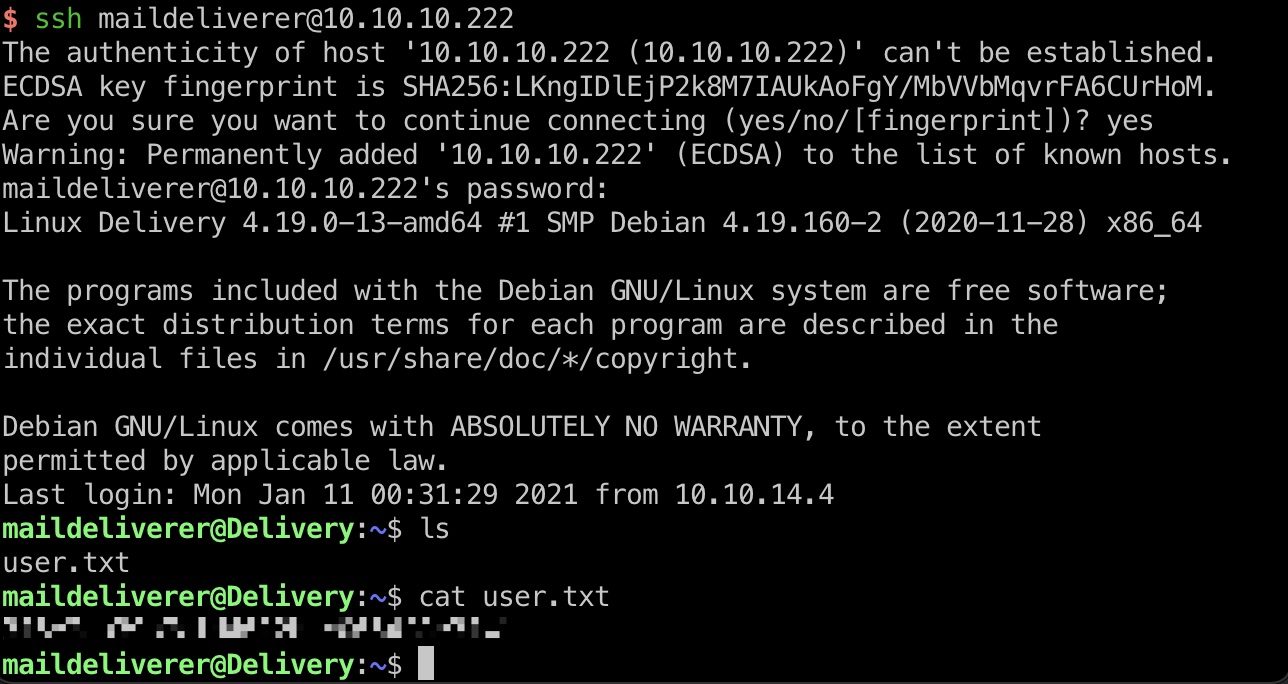 $ ssh maildeliverer@10.10.10.222
The authenticity of host '10.10.10.222 (10.10.10.222)' can't be established.
ECDSA key fingerprint is SHA256:LKngIDlEjP2k8M7IAUkAoFgY/MbVVbMqvrFA6CUrHoM.
Are you sure you want to continue connecting (yes/no/[fingerprint])? yes
Warning: Permanently added '10.10.10.222' (ECDSA) to the list of known hosts.
maildeliverer@10.10.10.222's password:
Linux Delivery 4.19.0-13-amd64 #1 SMP Debian 4.19.160-2 (2020-11-28) x86_64
The programs included with the Debian GNU/Linux system are free software;
the exact distribution terms for each program are described in the
individual files in /usr/share/doc/*/copyright.
Debian GNU/Linux comes with ABSOLUTELY NO WARRANTY, to the extent
permitted by applicable law.
Last login: Mon Jan 11 00:31:29 2021 from 10.10.14.4
maildeliverer@Delivery:~$ ls
user.txt
maildeliverer@Delivery:~$ cat user.txt
maildeliverer@Delivery:~$